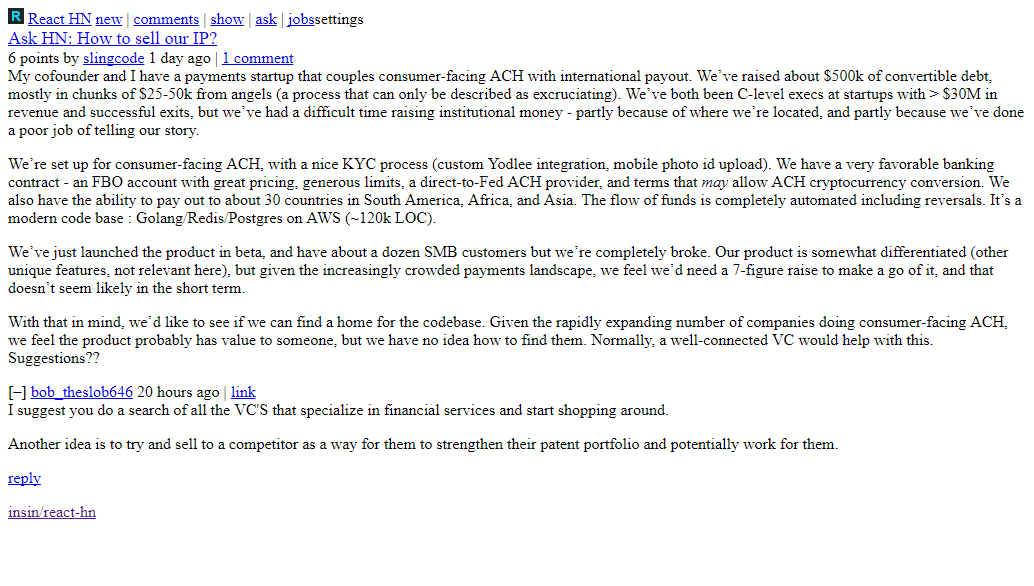 R React HN new | comments | show | ask | jobssettings
Ask HN: How to sell our IP?
6 points by slingcode 1 day ago | 1 comment
My cofounder and I have a payments startup that couples consumer-facing ACH with international payout. We've raised about $500k of convertible debt,
mostly in chunks of $25-50k from angels (a process that can only be described as excruciating). We've both been C-level execs at startups with > $30M in
revenue and successful exits, but we've had a difficult time raising institutional money - partly because of where we're located, and partly because we've done
a poor job of telling our story.
We're set up for consumer-facing ACH, with a nice KYC process (custom Yodlee integration, mobile photo id upload). We have a very favorable banking
contract - an FBO account with great pricing, generous limits, a direct-to-Fed ACH provider, and terms that may allow ACH cryptocurrency conversion. We
also have the ability to pay out to about 30 countries in South America, Africa, and Asia. The flow of funds is completely automated including reversals. It's a
modern code base : Golang/Redis/Postgres on AWS (~120k LOC).
We've just launched the product in beta, and have about a dozen SMB customers but we're completely broke. Our product is somewhat differentiated (other
unique features, not relevant here), but given the increasingly crowded payments landscape, we feel we'd need a 7-figure raise to make a go of it, and that
doesn't seem likely in the short term.
With that in mind, we'd like to see if we can find a home for the codebase. Given the rapidly expanding number of companies doing consumer-facing ACH,
we feel the product probably has value to someone, but we have no idea how to find them. Normally, a well-connected VC would help with this.
Suggestions??
[–] bob_theslob646 20 hours ago | link
I suggest you do a search of all the VC'S that specialize in financial services and start shopping around.
Another idea is to try and sell to a competitor as a way for them to strengthen their patent portfolio and potentially work for them.
reply
insin/react-hn